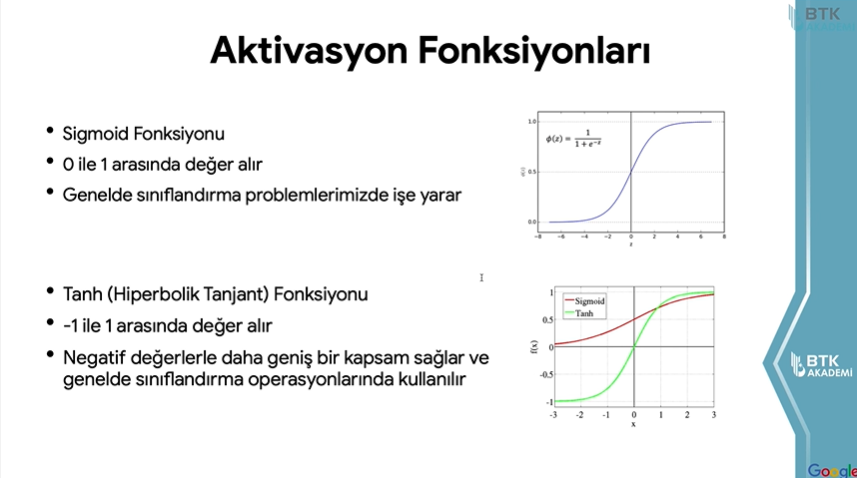 BTK
AKADEMİ
Aktivasyon Fonksiyonları
• Sigmoid Fonksiyonu
• 0 ile 1 arasında değer alır
• Genelde sınıflandırma problemlerimizde işe yarar
1.0
0.5
0.0
ϕ(z) = 1 / (1 + e^-z)
-8 -6 -4 -2 0 2 4 6 8
z
• Tanh (Hiperbolik Tanjant) Fonksiyonu
• -1 ile 1 arasında değer alır
• Negatif değerlerle daha geniş bir kapsam sağlar ve
genelde sınıflandırma operasyonlarında kullanılır
Sigmoid
Tanh
1
0.5
0
-0.5
-1
f(x)
-3 -2 -1 0 1 2 3
x
BTK
AKADEMİ
Google